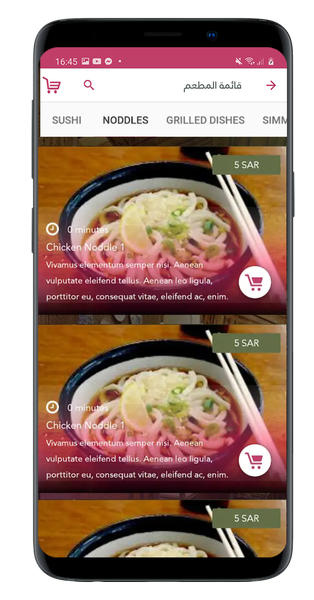 16:45
قائمة المطعم
SUSHI NOODLES GRILLED DISHES SIMM
5 SAR
0 minutes
Chicken Noddle 1
Vivamus elementum semper nisi. Aenean
vulputate eleifend tellus. Aenean leo ligula,
porttitor eu, consequat vitae, eleifend ac, enim.
5 SAR
0 minutes
Chicken Noddle 1
Vivamus elementum semper nisi. Aenean
vulputate eleifend tellus. Aenean leo ligula,
porttitor eu, consequat vitae, eleifend ac, enim.
5 SAR